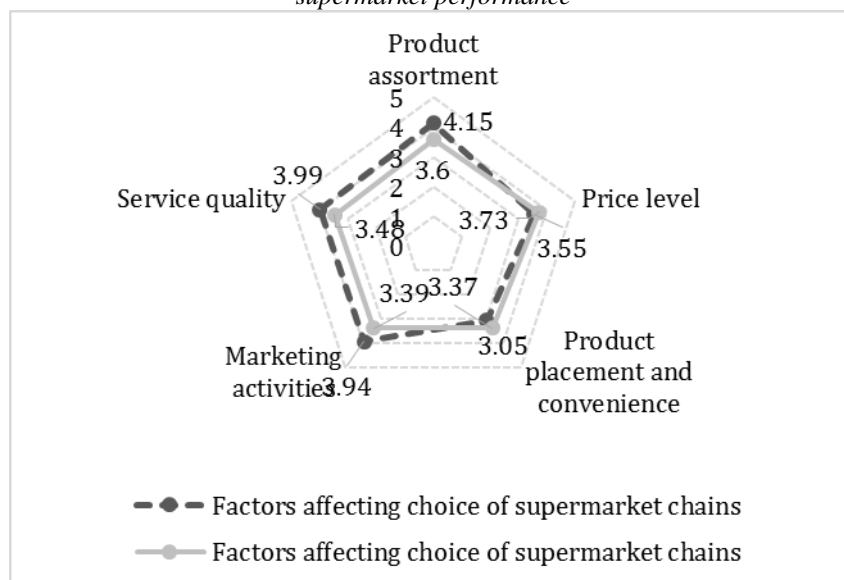 supermarket performance
Product
assortment
5
4.15
4
3
3.6
3.99
2
Service quality
Price level
1
3.73
3.48
0
3.55
3.39
3.37
3.05
Product
placement and
convenience
Marketing
activities
3.94
Factors affecting choice of supermarket chains
Factors affecting choice of supermarket chains